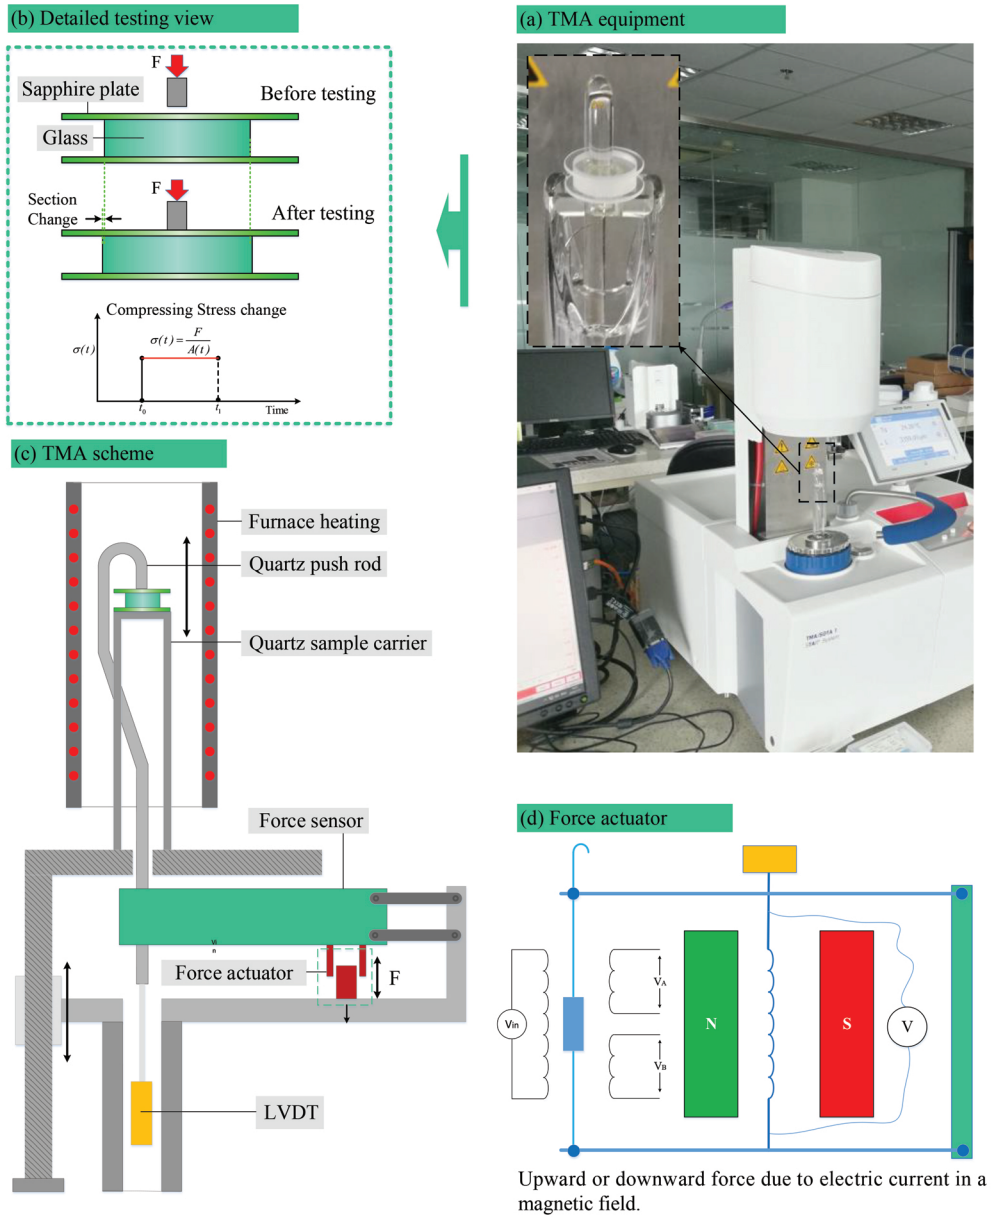 (b) Detailed testing view
F
Sapphire plate
Before testing
Glass
F
Section
Change
After testing
Compressing Stress change
σ(t)
σ(t) = F
A(t)
t0
t1
Time
(a) TMA equipment
(c) TMA scheme
Furnace heating
Quartz push rod
Quartz sample carrier
Force sensor
Vi
n
Force actuator
F
LVDT
(d) Force actuator
Vin
VA
VB
N
S
V
Upward or downward force due to electric current in a
magnetic field.